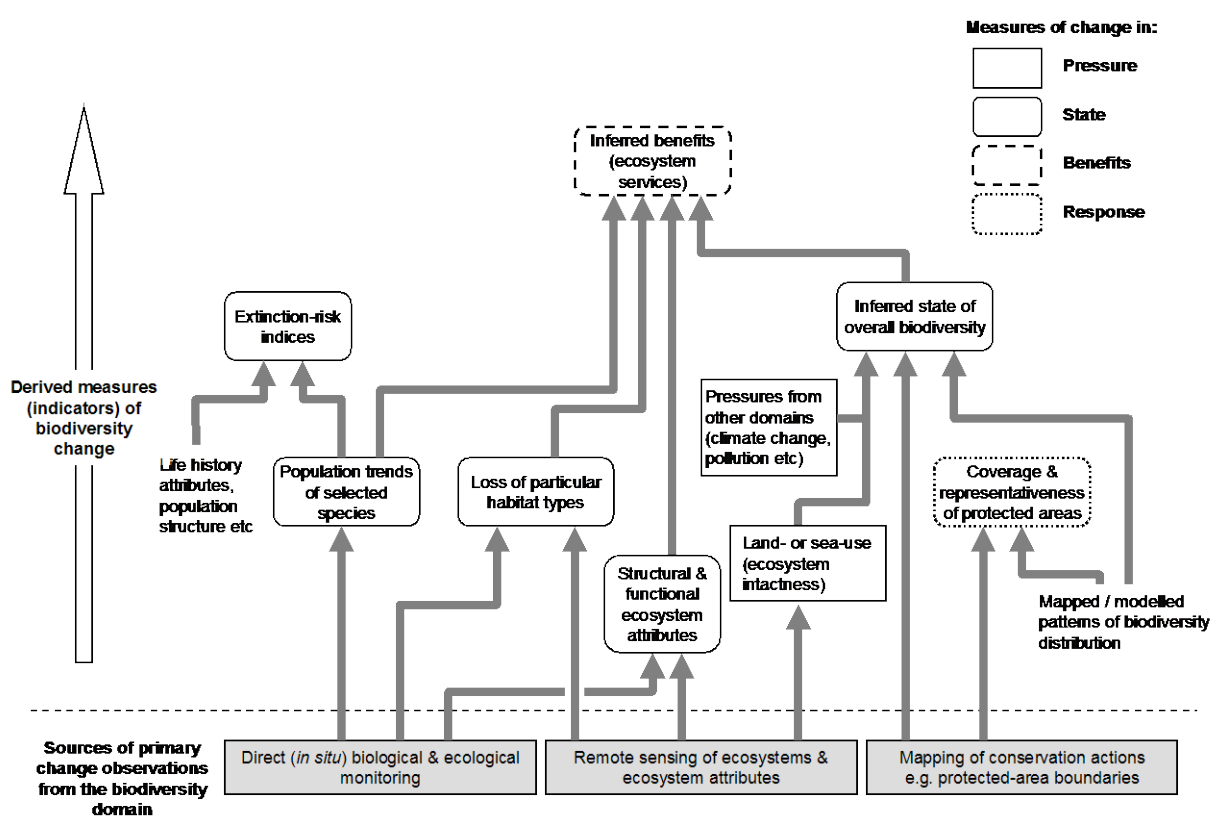 Measures of change in:
Pressure
State
Benefits
Response
Inferred benefits
(ecosystem
services)
Extinction-risk
indices
Inferred state of
overall biodiversity
Derived measures
(indicators) of
biodiversity
change
Pressures from
other domains
(climate change,
pollution etc)
Life history
attributes,
population
structure etc
Population trends
of selected
species
Loss of particular
habitat types
Coverage &
representativeness
of protected areas
Land- or sea-use
(ecosystem
intactness)
Structural &
functional
ecosystem
attributes
Mapped / modelled
patterns of biodiversity
distribution
Sources of primary
change observations
from the biodiversity
domain
Direct (in situ) biological & ecological
monitoring
Remote sensing of ecosystems &
ecosystem attributes
Mapping of conservation actions
e.g. protected-area boundaries